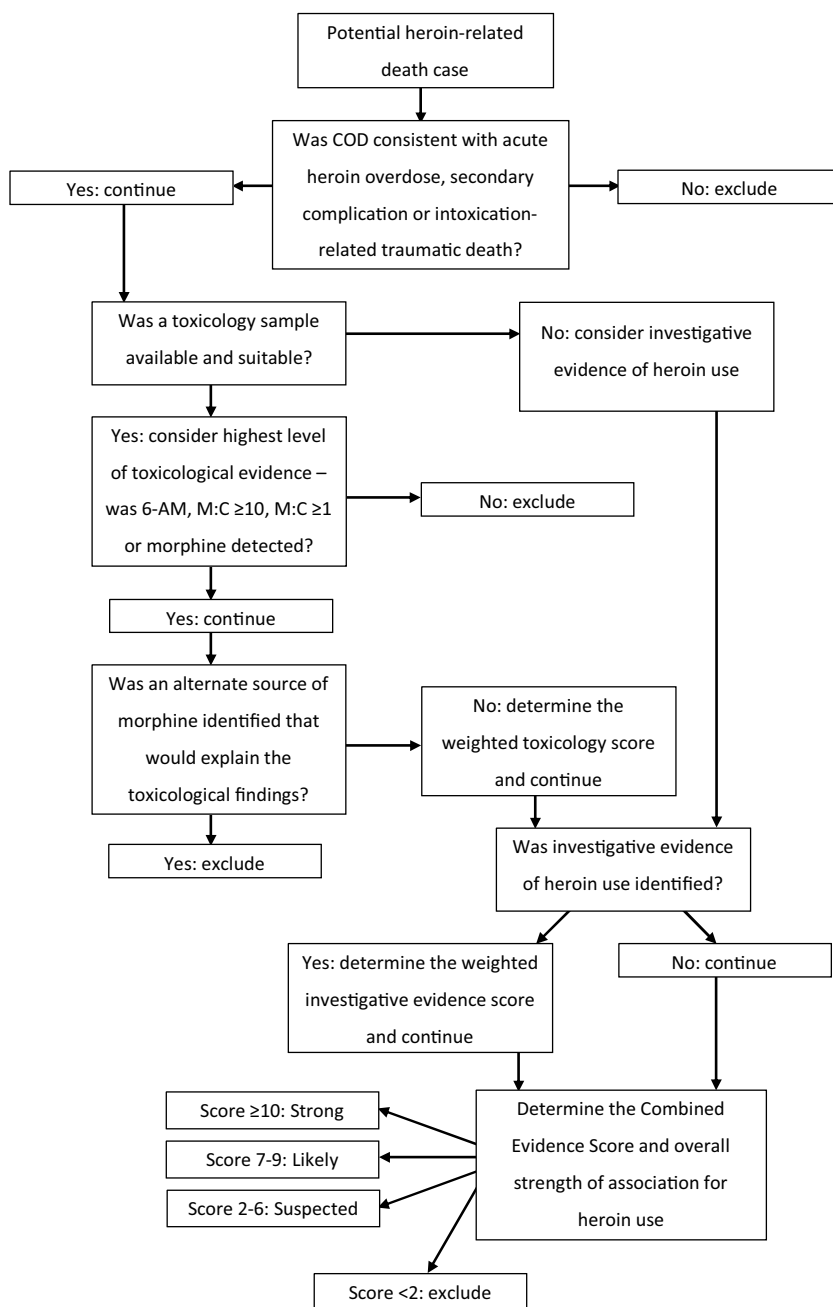 Potential heroin-related
death case
Was COD consistent with acute
heroin overdose, secondary
complication or intoxication-
related traumatic death?
Yes: continue
No: exclude
Was a toxicology sample
available and suitable?
No: consider investigative
evidence of heroin use
Yes: consider highest level
of toxicological evidence –
was 6-AM, M:C ≥10, M:C ≥1
or morphine detected?
No: exclude
Yes: continue
Was an alternate source of
morphine identified that
would explain the
toxicological findings?
No: determine the
weighted toxicology score
and continue
Yes: exclude
Was investigative evidence
of heroin use identified?
Yes: determine the weighted
investigative evidence score
and continue
No: continue
Determine the Combined
Evidence Score and overall
strength of association for
heroin use
Score ≥10: Strong
Score 7-9: Likely
Score 2-6: Suspected
Score <2: exclude